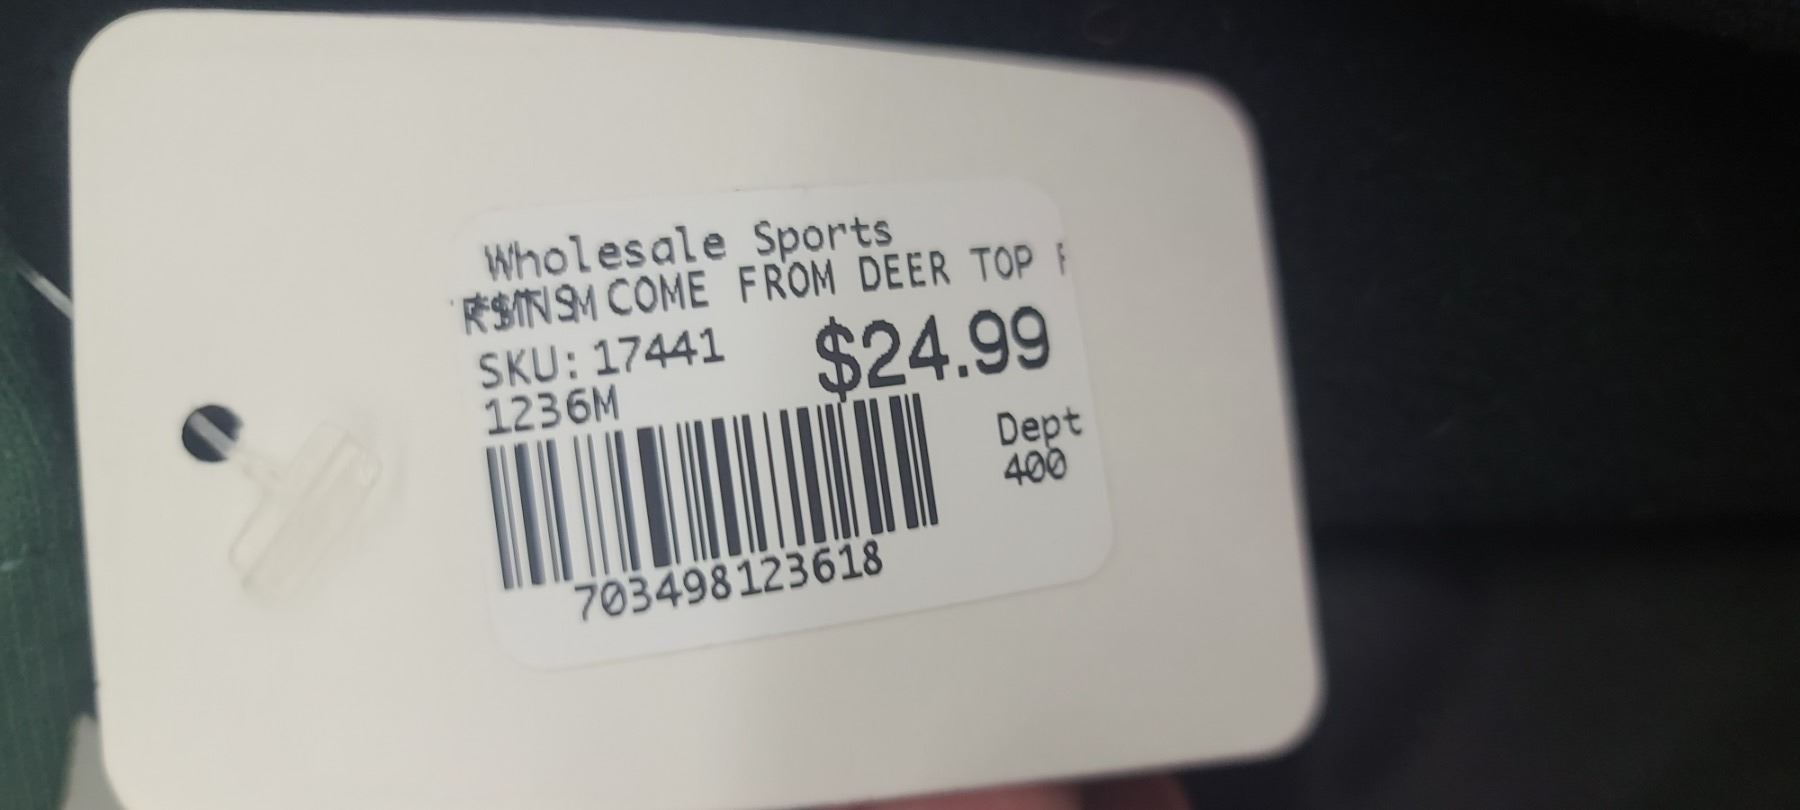 Wholesale Sports
COME FROM DEER TOP
SKU: 17441
$24.99
1236M
Dept
400
703498123618